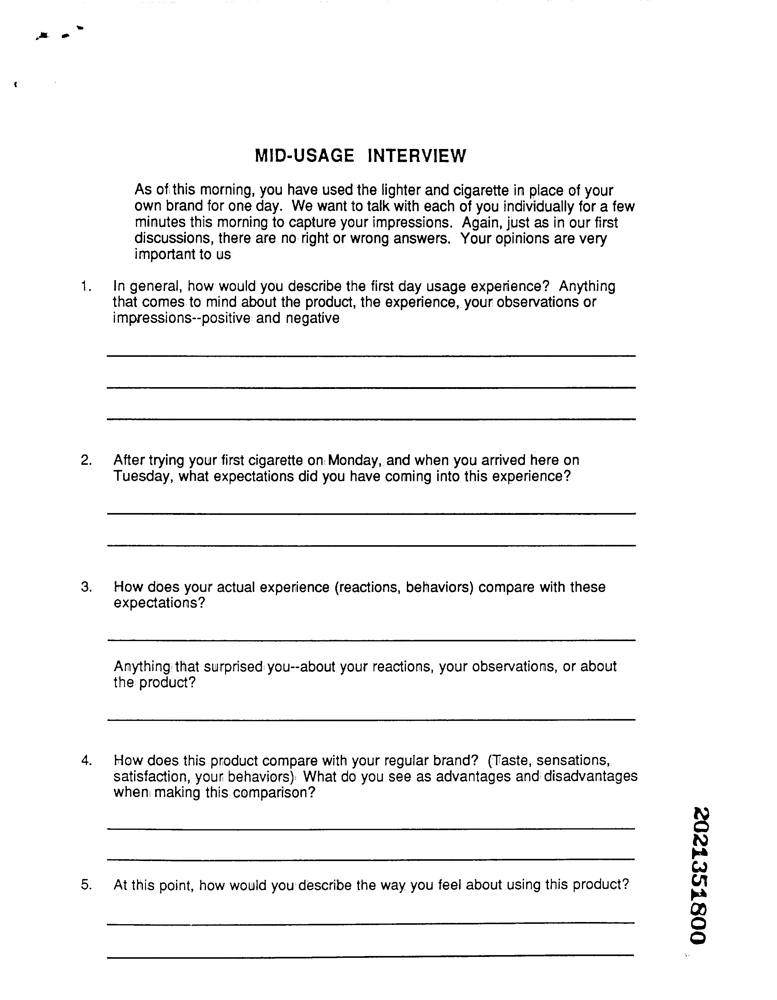 MID-USAGE INTERVIEW
As of this morning, you have used the lighter and cigarette in place of your
own brand for one day. We want to talk with each of you individually for a few
minutes this morning to capture your impressions. Again, just as in our first
discussions, there are no right or wrong answers. Your opinions are very
important to us
1. In general, how would you describe the first day usage experience? Anything
that comes to mind about the product, the experience, your observations or
impressions--positive and negative
2. After trying your first cigarette on Monday, and when you arrived here on
Tuesday, what expectations did you have coming into this experience?
3. How does your actual experience (reactions, behaviors) compare with these
expectations?
Anything that surprised you--about your reactions, your observations, or about
the product?
4. How does this product compare with your regular brand? (Taste, sensations,
satisfaction, your behaviors) What do you see as advantages and disadvantages
when making this comparison?
5. At this point, how would you describe the way you feel about using this product?
2021351800